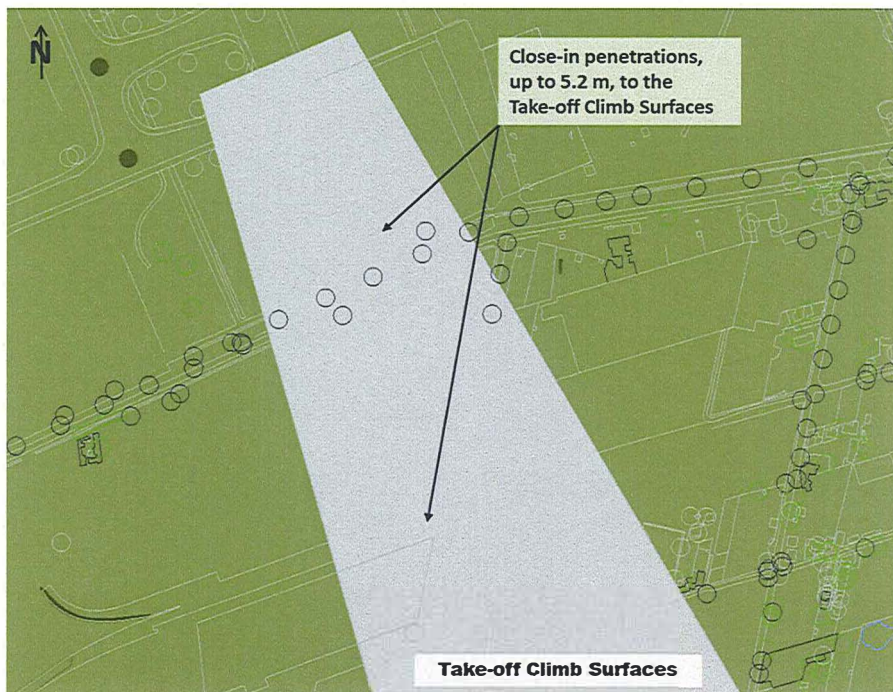 N
Close-in penetrations,
up to 5.2 m, to the
Take-off Climb Surfaces
Take-off Climb Surfaces